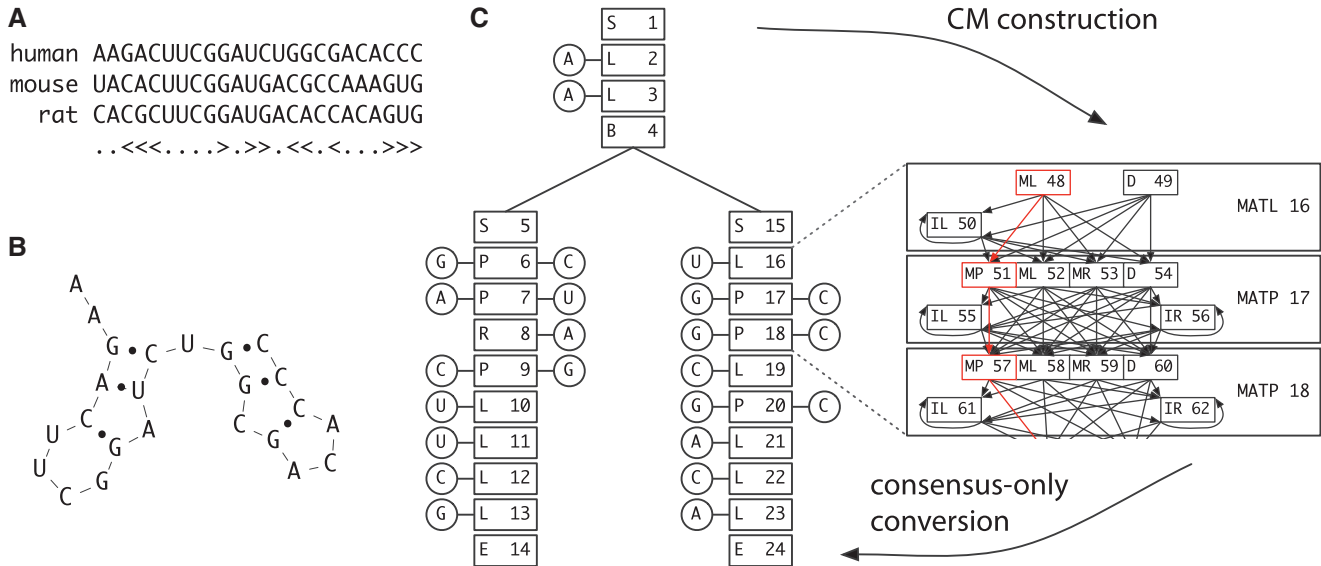 A
human AAGACUUCGGAUCUGGCGACACCC
mouse UACACUUCGGAUGACGCCAAAGUG
rat CACGCUUCGGAUGACACCACAGUG
..<<<....>.>>.<<.<...>>>
B
A
A
G C U G C
A U G C
U C A C C A
U G G A C
C G
C
S 1
A L 2
A L 3
B 4
S 5
G P 6 C
A P 7 U
R 8 A
C P 9 G
U L 10
U L 11
C L 12
G L 13
E 14
S 15
U L 16
G P 17 C
G P 18 C
C L 19
G P 20 C
A L 21
C L 22
A L 23
E 24
CM construction
ML 48 D 49
IL 50
MATL 16
MP 51 ML 52 MR 53 D 54
IL 55 IR 56
MATP 17
MP 57 ML 58 MR 59 D 60
IL 61 IR 62
MATP 18
consensus-only
conversion